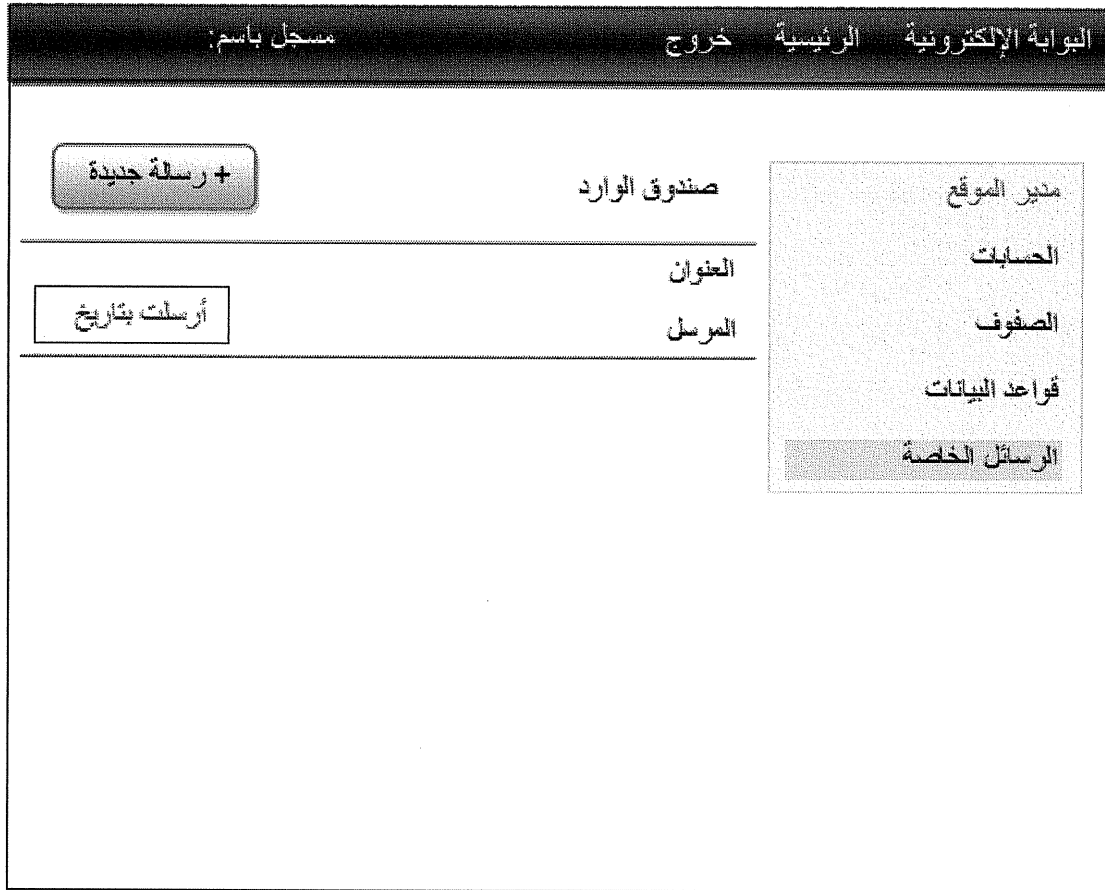 البوابة الإلكترونية الرئيسية خروج مسجل باسم:
مدير الموقع
الحسابات
الصفوف
قواعد البيانات
الرسائل الخاصة
صندوق الوارد
+ رسالة جديدة
العنوان
المرسل
أرسلت بتاريخ